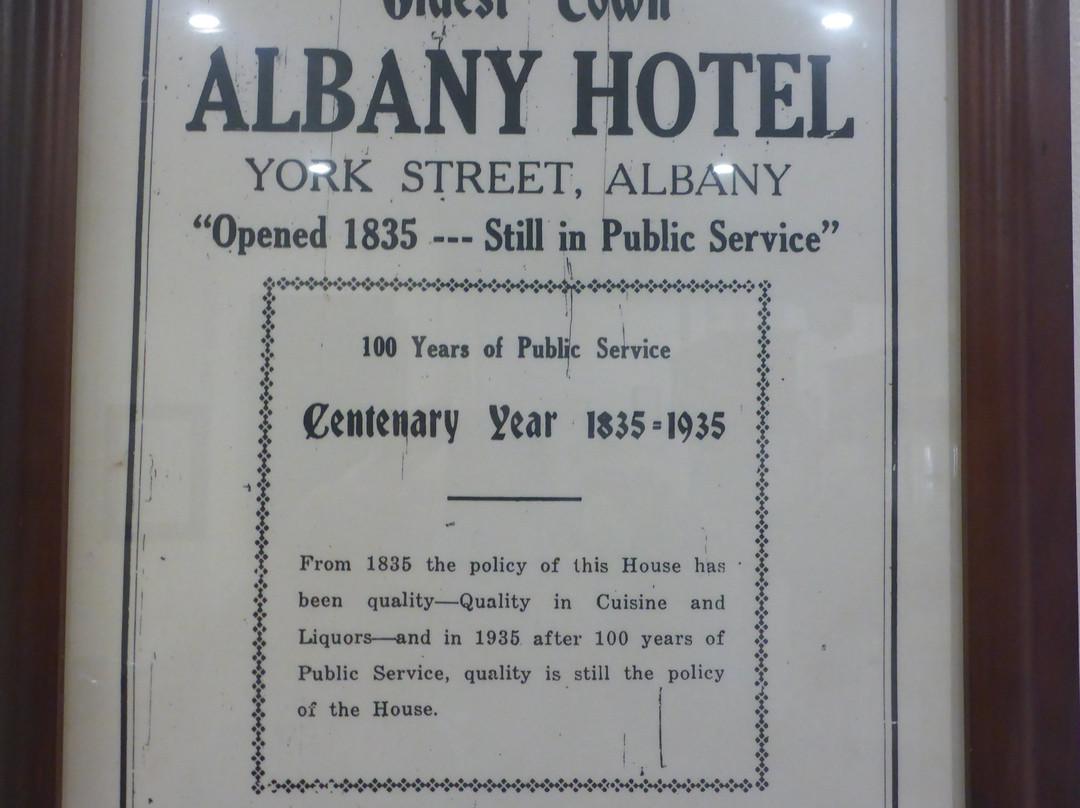 Oldest Town
ALBANY HOTEL
YORK STREET, ALBANY
“Opened 1835 --- Still in Public Service”
100 Years of Public Service
Centenary Year 1835=1935
From 1835 the policy of this House has
been quality—Quality in Cuisine and
Liquors—and in 1935 after 100 years of
Public Service, quality is still the policy
of the House.